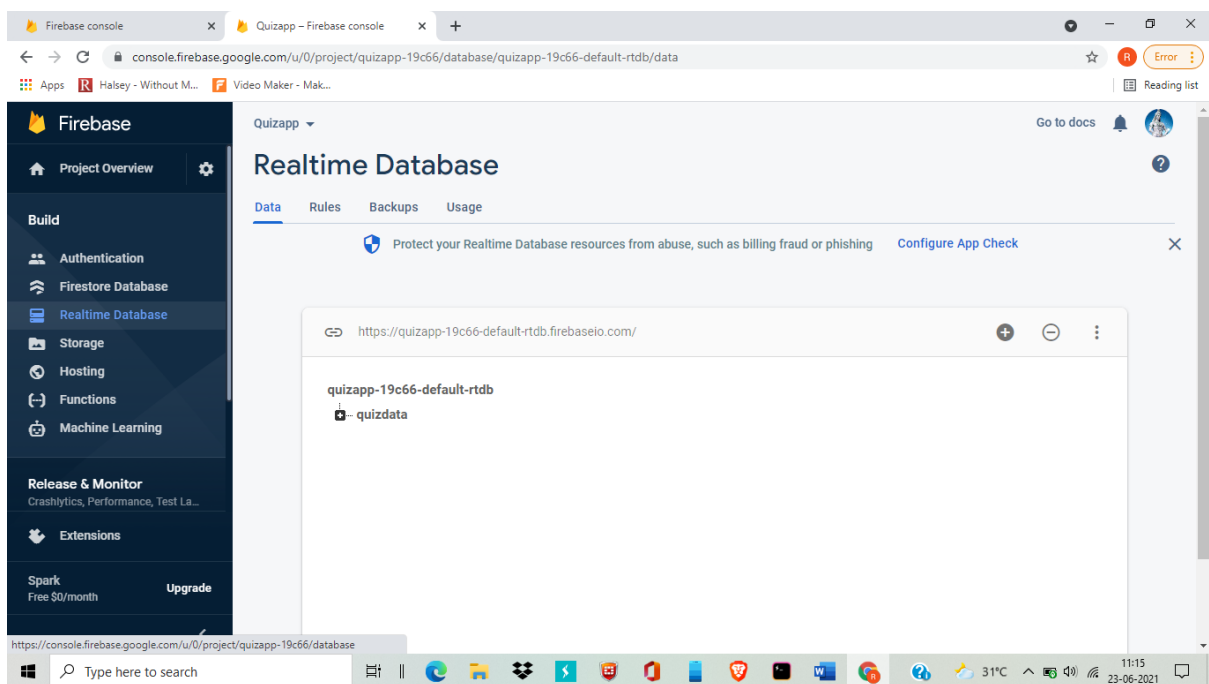 Firebase console
Quizapp – Firebase console
console.firebase.google.com/u/0/project/quizapp-19c66/database/quizapp-19c66-default-rtdb/data
R
Error
Apps
R Halsey - Without M...
Video Maker - Mak...
Reading list
Firebase
Quizapp
Go to docs
Project Overview
Realtime Database
Data Rules Backups Usage
Build
Protect your Realtime Database resources from abuse, such as billing fraud or phishing Configure App Check
Authentication
Firestore Database
Realtime Database
Storage
Hosting
Functions
Machine Learning
https://quizapp-19c66-default-rtdb.firebaseio.com/
quizapp-19c66-default-rtdb
quizdata
Release & Monitor
Crashlytics, Performance, Test La...
Extensions
Spark
Free $0/month
Upgrade
https://console.firebase.google.com/u/0/project/quizapp-19c66/database
Type here to search
31°C
11:15
23-06-2021